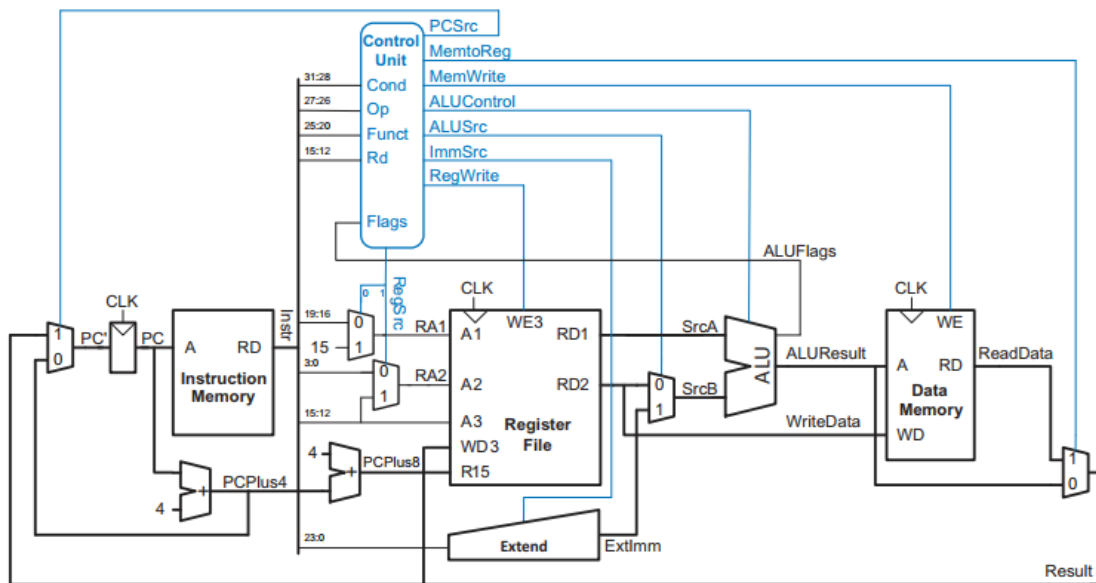 PCSrc
Control
Unit
MemtoReg
31:28
Cond
MemWrite
27:26
Op
ALUControl
25:20
Funct
ALUSrc
15:12
Rd
ImmSrc
RegWrite
Flags
ALUFlags
CLK
Instr
0 1
RegSrc
CLK
CLK
1
0
PC'
PC
A
RD
Instruction
Memory
19:16
15
0
1
RA1
A1
WE3
RD1
SrcA
ALU
ALUResult
A
WE
RD
ReadData
Data
Memory
3:0
0
1
RA2
A2
RD2
0
1
SrcB
WriteData
WD
15:12
A3
Register
File
WD3
4
+
PCPlus8
R15
1
0
4
+
PCPlus4
23:0
Extend
ExtImm
Result